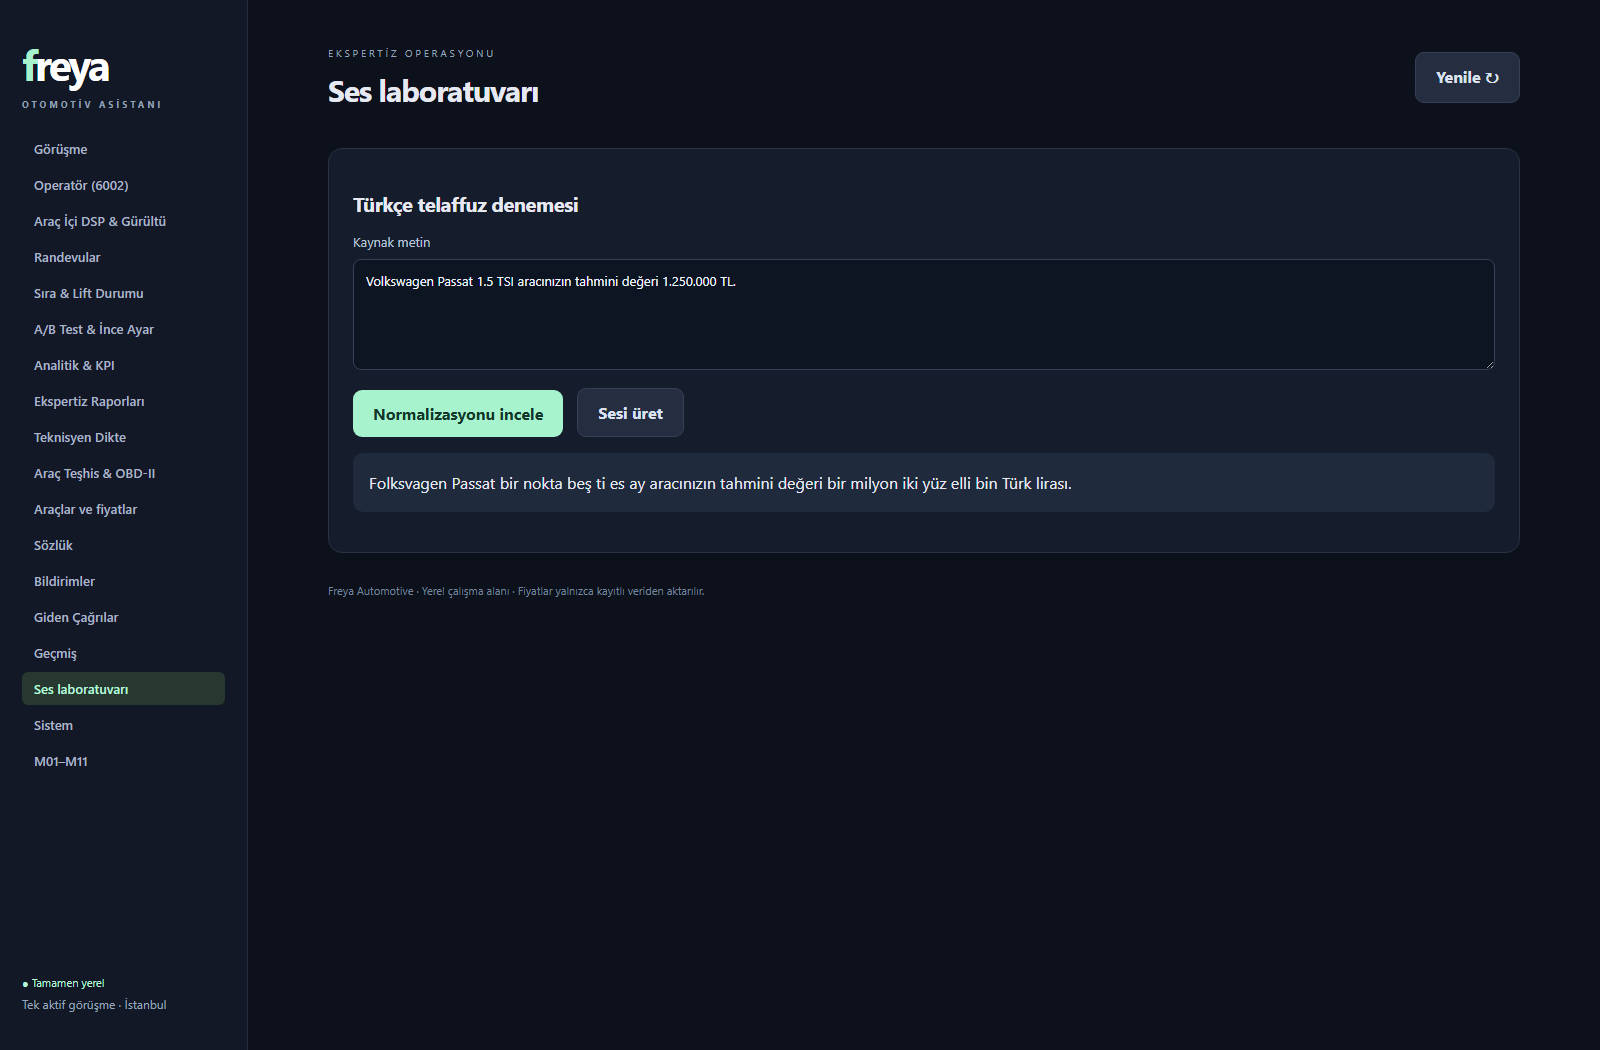 freya
OTOMOTİV ASİSTANI
Görüşme
Operatör (6002)
Araç İçi DSP & Gürültü
Randevular
Sıra & Lift Durumu
A/B Test & İnce Ayar
Analitik & KPI
Ekspertiz Raporları
Teknisyen Dikte
Araç Teşhis & OBD-II
Araçlar ve fiyatlar
Sözlük
Bildirimler
Giden Çağrılar
Geçmiş
Ses laboratuvarı
Sistem
M01–M11
● Tamamen yerel
Tek aktif görüşme · İstanbul
EKSPERTİZ OPERASYONU
Ses laboratuvarı
Yenile ↻
Türkçe telaffuz denemesi
Kaynak metin
Volkswagen Passat 1.5 TSI aracınızın tahmini değeri 1.250.000 TL.
Normalizasyonu incele
Sesi üret
Folksvagen Passat bir nokta beş ti es ay aracınızın tahmini değeri bir milyon iki yüz elli bin Türk lirası.
Freya Automotive · Yerel çalışma alanı · Fiyatlar yalnızca kayıtlı veriden aktarılır.